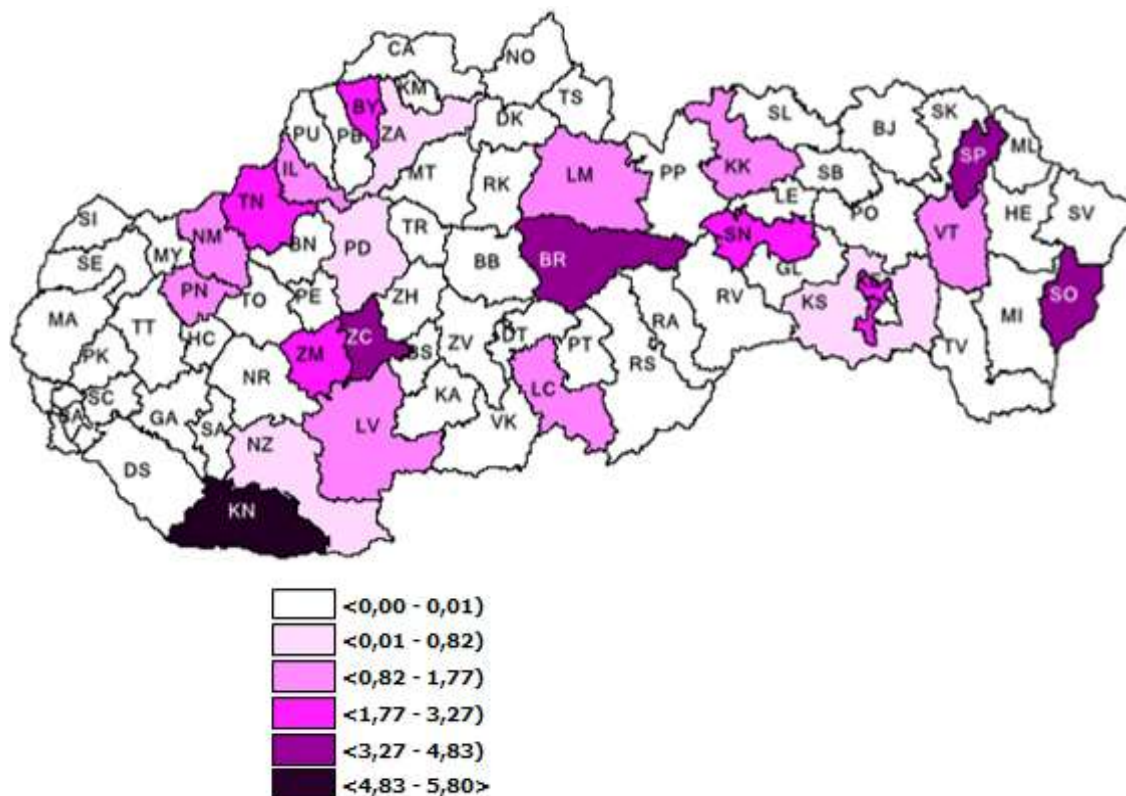 CA
NO
KM
TS
BY
PU
PB
ZA
DK
SL
BJ
SK
ML
SP
IL
MT
RK
LM
PP
KK
SB
LE
TN
HE
SV
SI
NM
MY
BN
PD
TR
BB
BR
SN
PO
VT
SE
GL
PN
TO
PE
ZH
RV
KS
SO
MA
TT
HC
PK
ZM
ZC
BS
ZV
DT
PT
RA
RS
TV
MI
NR
KA
LC
SC
BA
GA
SA
LV
VK
NZ
DS
KN
<0,00 - 0,01)
<0,01 - 0,82)
<0,82 - 1,77)
<1,77 - 3,27)
<3,27 - 4,83)
<4,83 - 5,80>